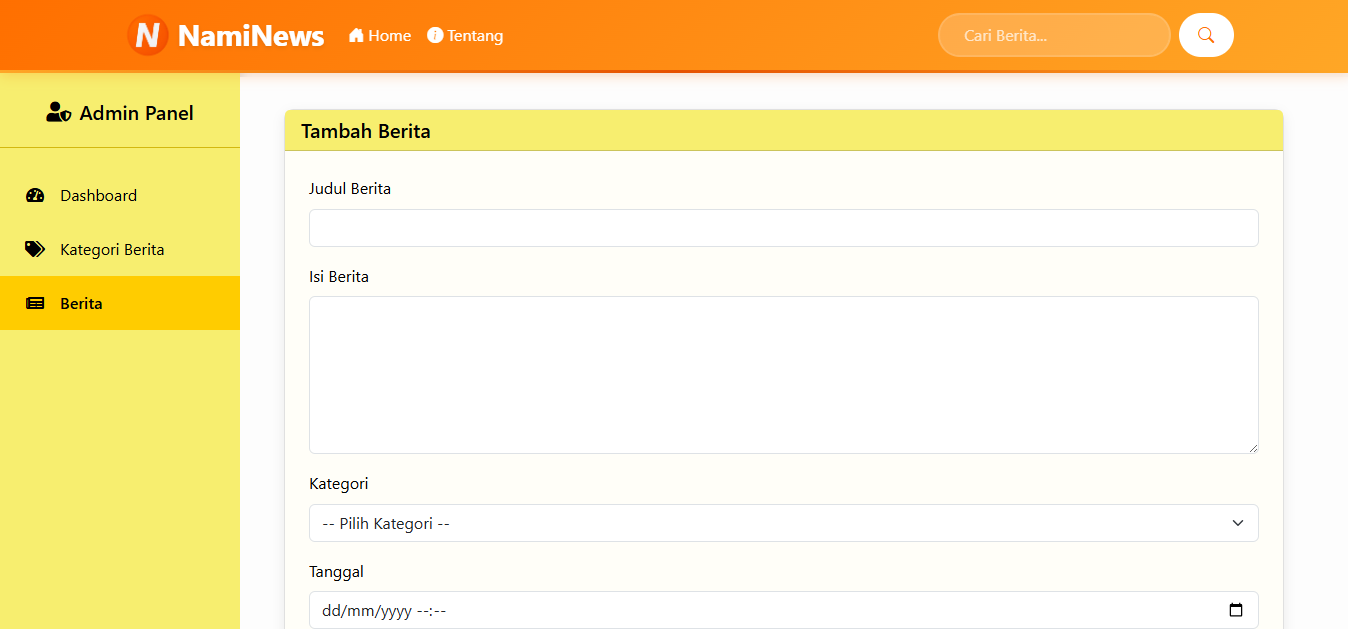 N NamiNews Home Tentang Cari Berita...
Admin Panel
Tambah Berita
Judul Berita
Dashboard
Kategori Berita
Isi Berita
Berita
Kategori
-- Pilih Kategori --
Tanggal
dd/mm/yyyy --:--